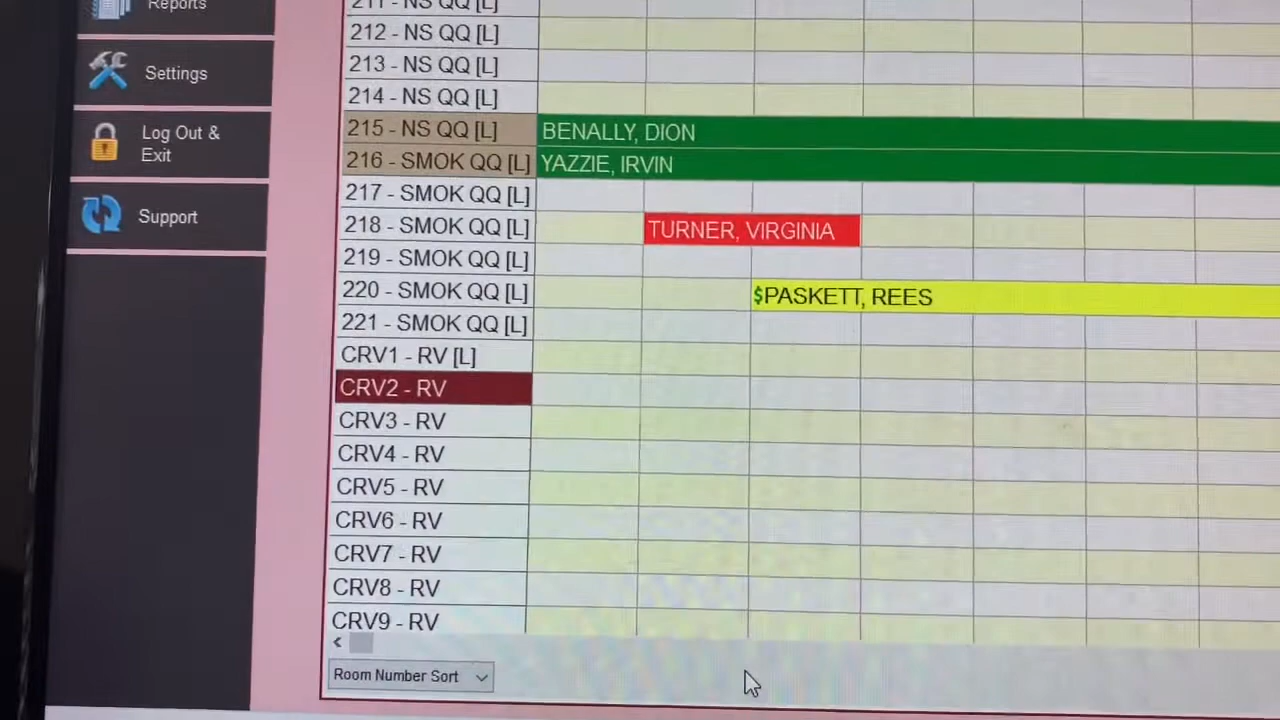 Reports
Settings
Log Out &
Exit
Support
211 - NS QQ [L]
212 - NS QQ [L]
213 - NS QQ [L]
214 - NS QQ [L]
215 - NS QQ [L] BENALLY, DION
216 - SMOK QQ [L] YAZZIE, IRVIN
217 - SMOK QQ [L]
218 - SMOK QQ [L] TURNER, VIRGINIA
219 - SMOK QQ [L]
220 - SMOK QQ [L] $PASKETT, REES
221 - SMOK QQ [L]
CRV1 - RV [L]
CRV2 - RV
CRV3 - RV
CRV4 - RV
CRV5 - RV
CRV6 - RV
CRV7 - RV
CRV8 - RV
CRV9 - RV
Room Number Sort